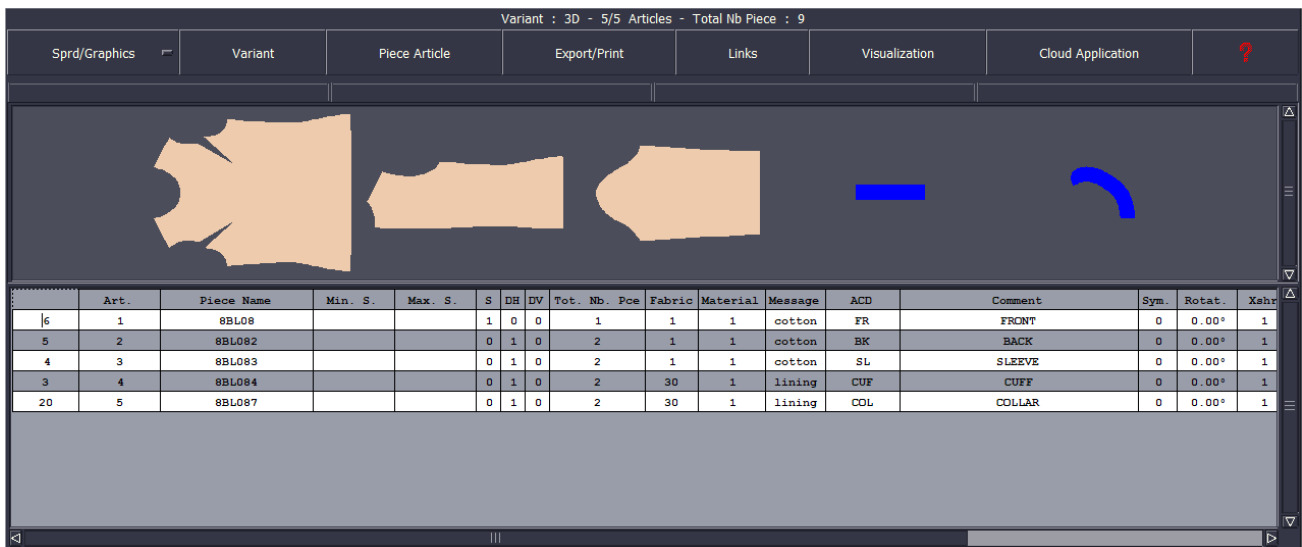 Variant : 3D - 5/5 Articles - Total Nb Piece : 9
Sprd/Graphics Variant Piece Article Export/Print Links Visualization Cloud Application ?
Art. Piece Name Min. S. Max. S. S DH DV Tot. Nb. Pce Fabric Material Message ACD Comment Sym. Rotat. Xshr
6 1 8BL08 1 0 0 1 1 1 cotton FR FRONT 0 0.00° 1
5 2 8BL082 0 1 0 2 1 1 cotton BK BACK 0 0.00° 1
4 3 8BL083 0 1 0 2 1 1 cotton SL SLEEVE 0 0.00° 1
3 4 8BL084 0 1 0 2 30 1 lining CUF CUFF 0 0.00° 1
20 5 8BL087 0 1 0 2 30 1 lining COL COLLAR 0 0.00° 1